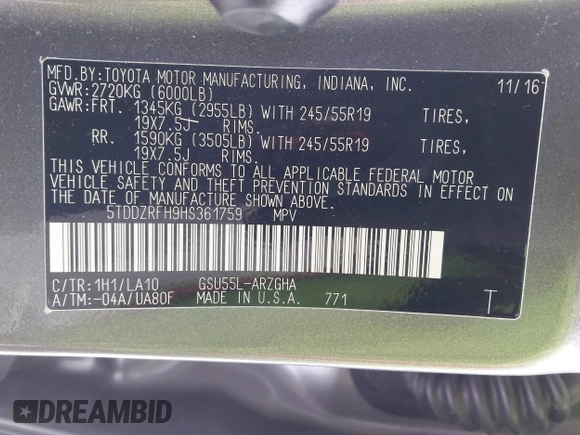 MFD.BY:TOYOTA MOTOR MANUFACTURING, INDIANA, INC. 11/16
GVWR:2720KG (6000LB)
GAWR:FRT. 1345KG (2955LB) WITH 245/55R19 TIRES,
19X7.5J RIMS.
RR. 1590KG (3505LB) WITH 245/55R19 TIRES,
19X7.5J RIMS.
THIS VEHICLE CONFORMS TO ALL APPLICABLE FEDERAL MOTOR
VEHICLE SAFETY AND THEFT PREVENTION STANDARDS IN EFFECT ON
THE DATE OF MANUFACTURE SHOWN ABOVE.
5TDDZRFH9HS361759 MPV
C/TR:1H1/LA10 GSU55L-ARZGHA
A/TM:-04A/UA80F MADE IN U.S.A. 771 T
DREAMBID